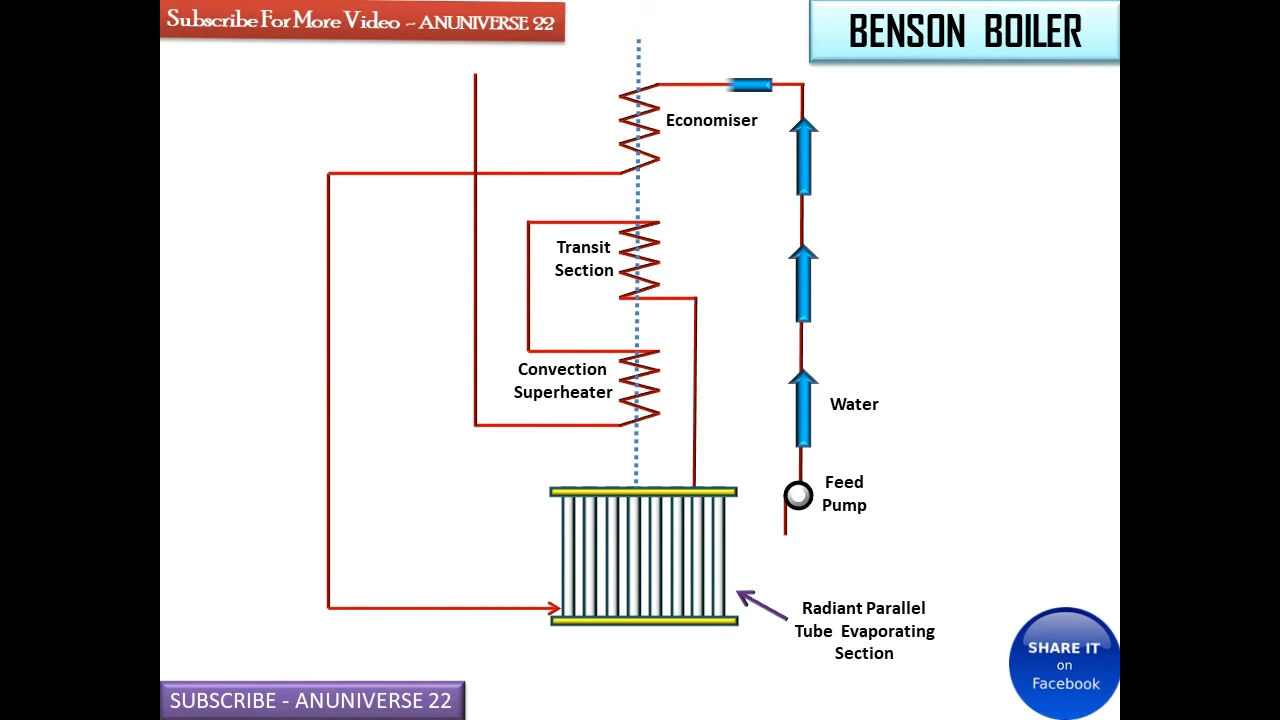 Subscribe For More Video - ANUNIVERSE 22
BENSON BOILER
Economiser
Transit
Section
Convection
Superheater
Water
Feed
Pump
Radiant Parallel
Tube Evaporating
Section
SHARE IT
on
Facebook
SUBSCRIBE - ANUNIVERSE 22